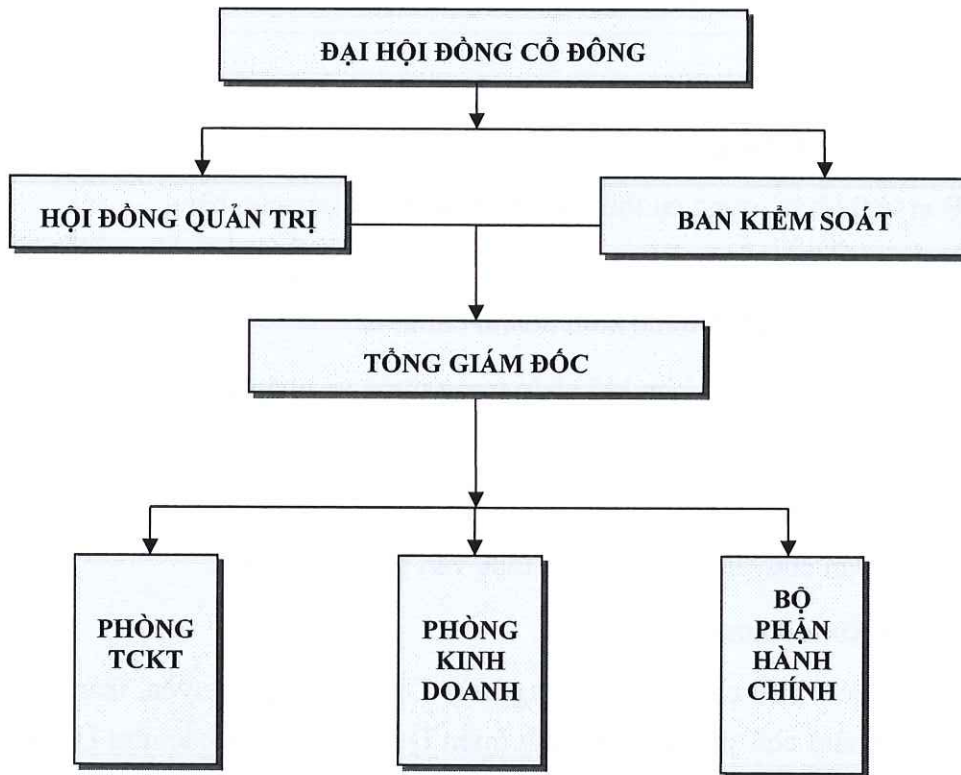 ĐẠI HỘI ĐỒNG CỔ ĐÔNG
HỘI ĐỒNG QUẢN TRỊ
BAN KIỂM SOÁT
TỔNG GIÁM ĐỐC
PHÒNG
TCKT
PHÒNG
KINH
DOANH
BỘ
PHẬN
HÀNH
CHÍNH